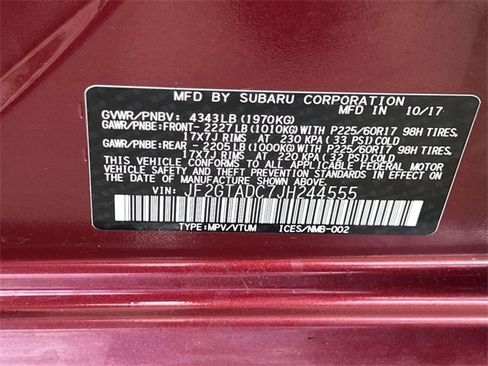 MFD BY SUBARU CORPORATION 10/17
GVWR/PNBV: 4343LB (1970KG)
GAWR/PNBE:FRONT- 2227LB(1010KG) WITH P225/60R17 98H TIRES,
17X7J RIMS AT 230 KPA(33 PSI)COLD
GAWR/PNBE:REAR - 2205LB(1000KG) WITH P225/60R17 98H TIRES,
17X7J RIMS AT 220 KPA(32 PSI)COLD
THIS VEHICLE CONFORMS TO ALL APPLICABLE FEDERAL MOTOR
VEHICLE SAFETY AND THEFT PREVENTION STANDARDS IN EFFECT ON
THE DATE OF MANUFACTURE SHOWN ABOVE.
VIN: JF2GTADC7JH244555
TYPE:MPV/VTUM ICES/NMB-002